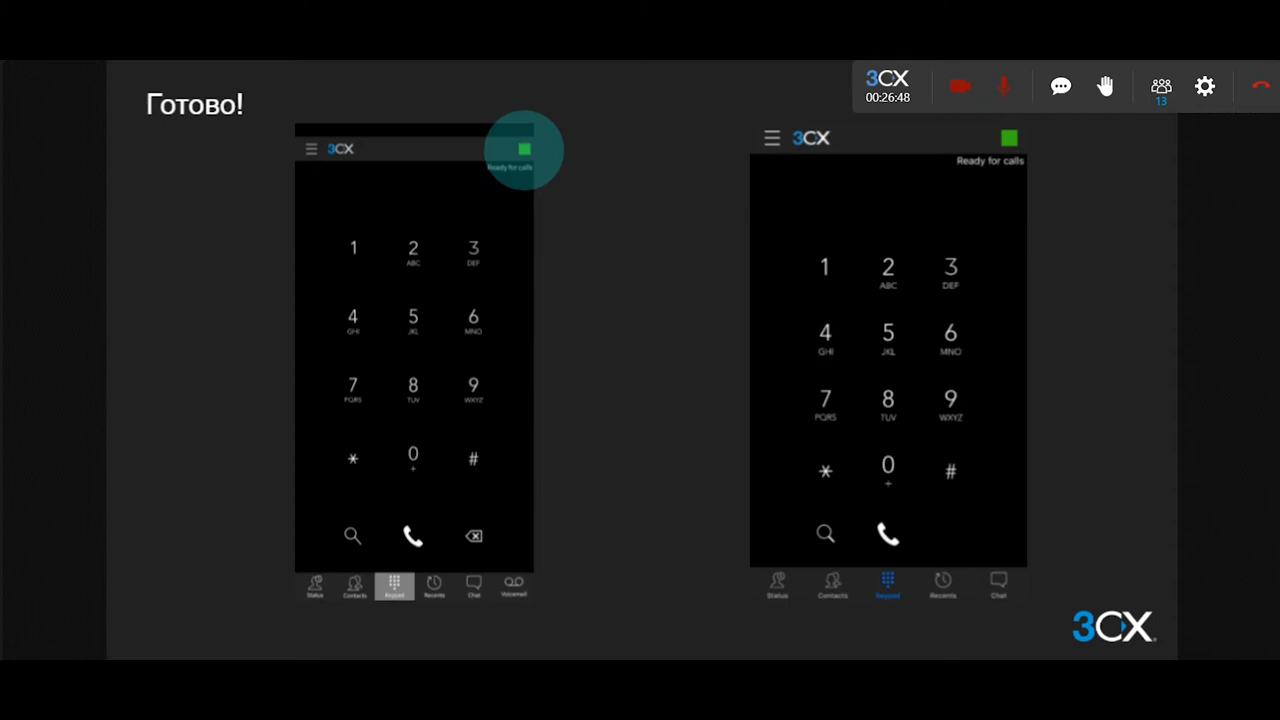 Готово!
3CX
00:26:48
13
3CX
Ready for calls
1 2 3
ABC DEF
4 5 6
GHI JKL MNO
7 8 9
PQRS TUV WXYZ
* 0 #
+
Status Contacts Keypad Recents Chat Voicemail
3CX
Ready for calls
1 2 3
ABC DEF
4 5 6
GHI JKL MNO
7 8 9
PQRS TUV WXYZ
* 0 #
+
Status Contacts Keypad Recents Chat
3CX